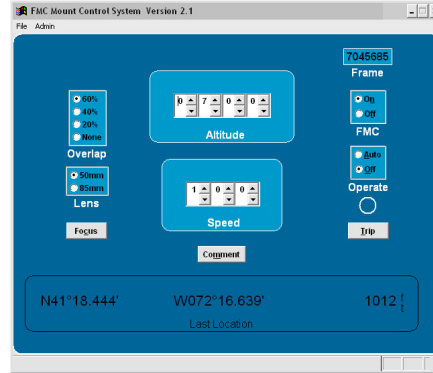 FMC Mount Control System Version 2.1
File Admin
7045685
Frame
60%
40%
20%
None
Overlap
50mm
85mm
Lens
Focus
0 7 0 0
Altitude
1 0 0
Speed
Comment
On
Off
FMC
Auto
Off
Operate
Trip
N41°18.444' W072°16.639' 1012 ft
Last Location